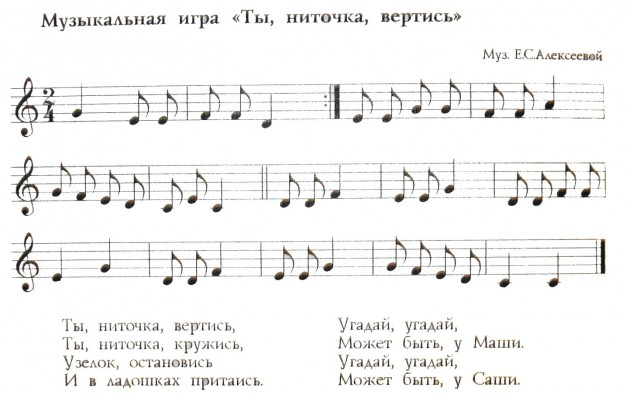 Музыкальная игра «Ты, ниточка, вертись»
Муз. Е.С.Алексеевой
2
4
Ты, ниточка, вертись,
Ты, ниточка, кружись,
Узелок, остановись
И в ладошках притаись.
Угадай, угадай,
Может быть, у Маши.
Угадай, угадай,
Может быть, у Саши.